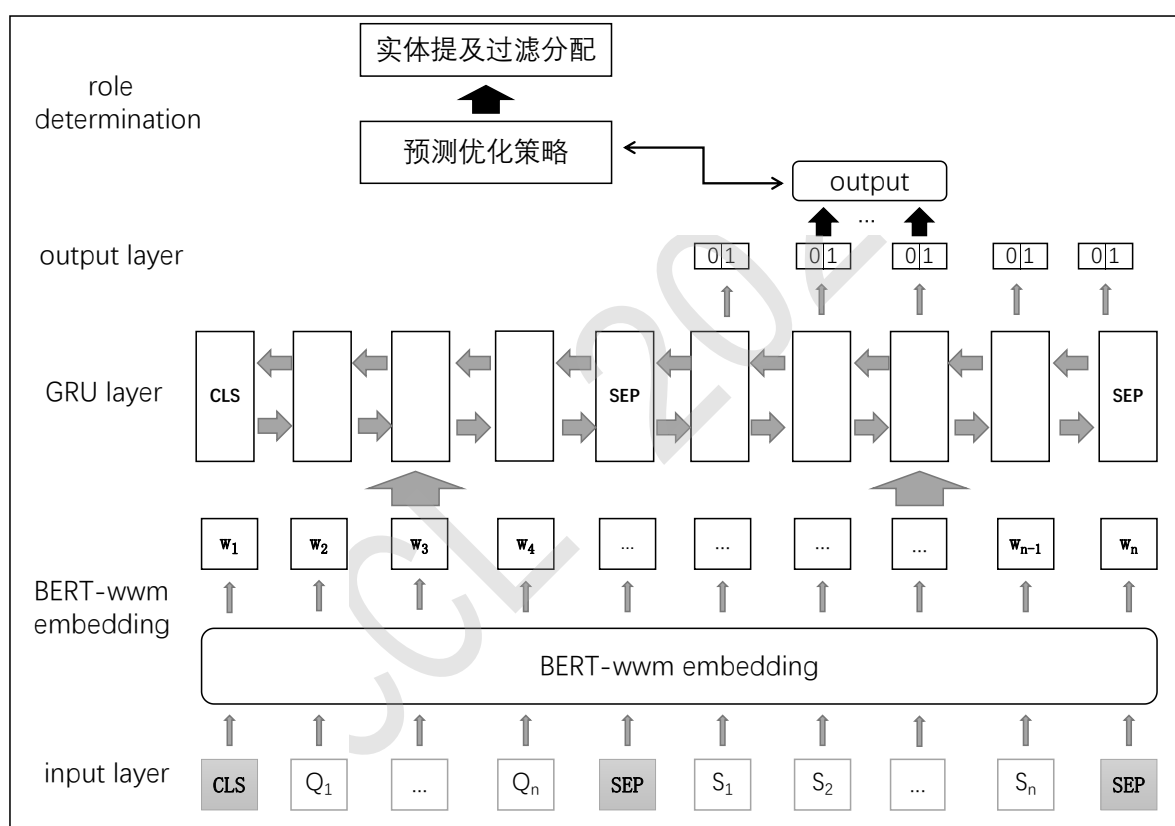 实体提及过滤分配
role
determination
预测优化策略
output
...
output layer
0 1 0 1 0 1 0 1 0 1
GRU layer
CLS SEP SEP
w₁ w₂ w₃ w₄ ... ... ... ... wₙ₋₁ wₙ
BERT-wwm
embedding
BERT-wwm embedding
input layer
CLS Q₁ ... Qₙ SEP S₁ S₂ ... Sₙ SEP
CCL 202